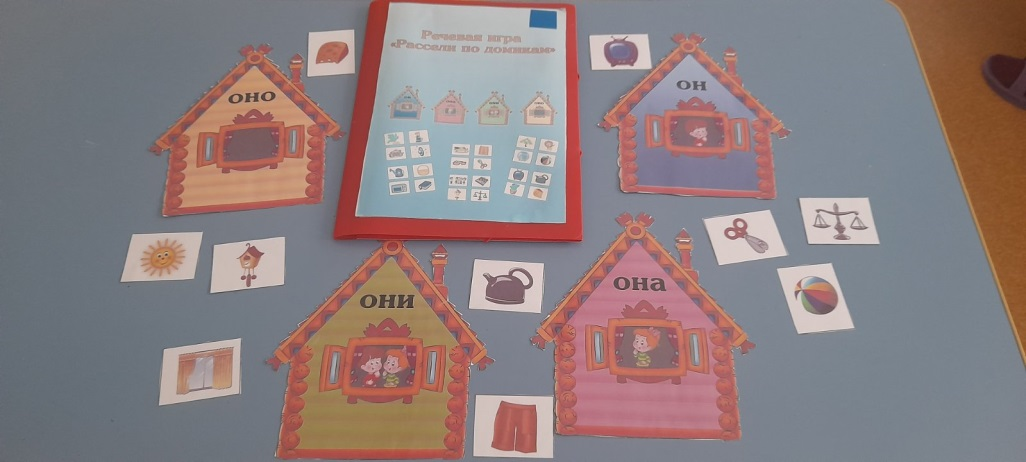 Речевая игра
«Рассели по домикам»
оно
он
они
она